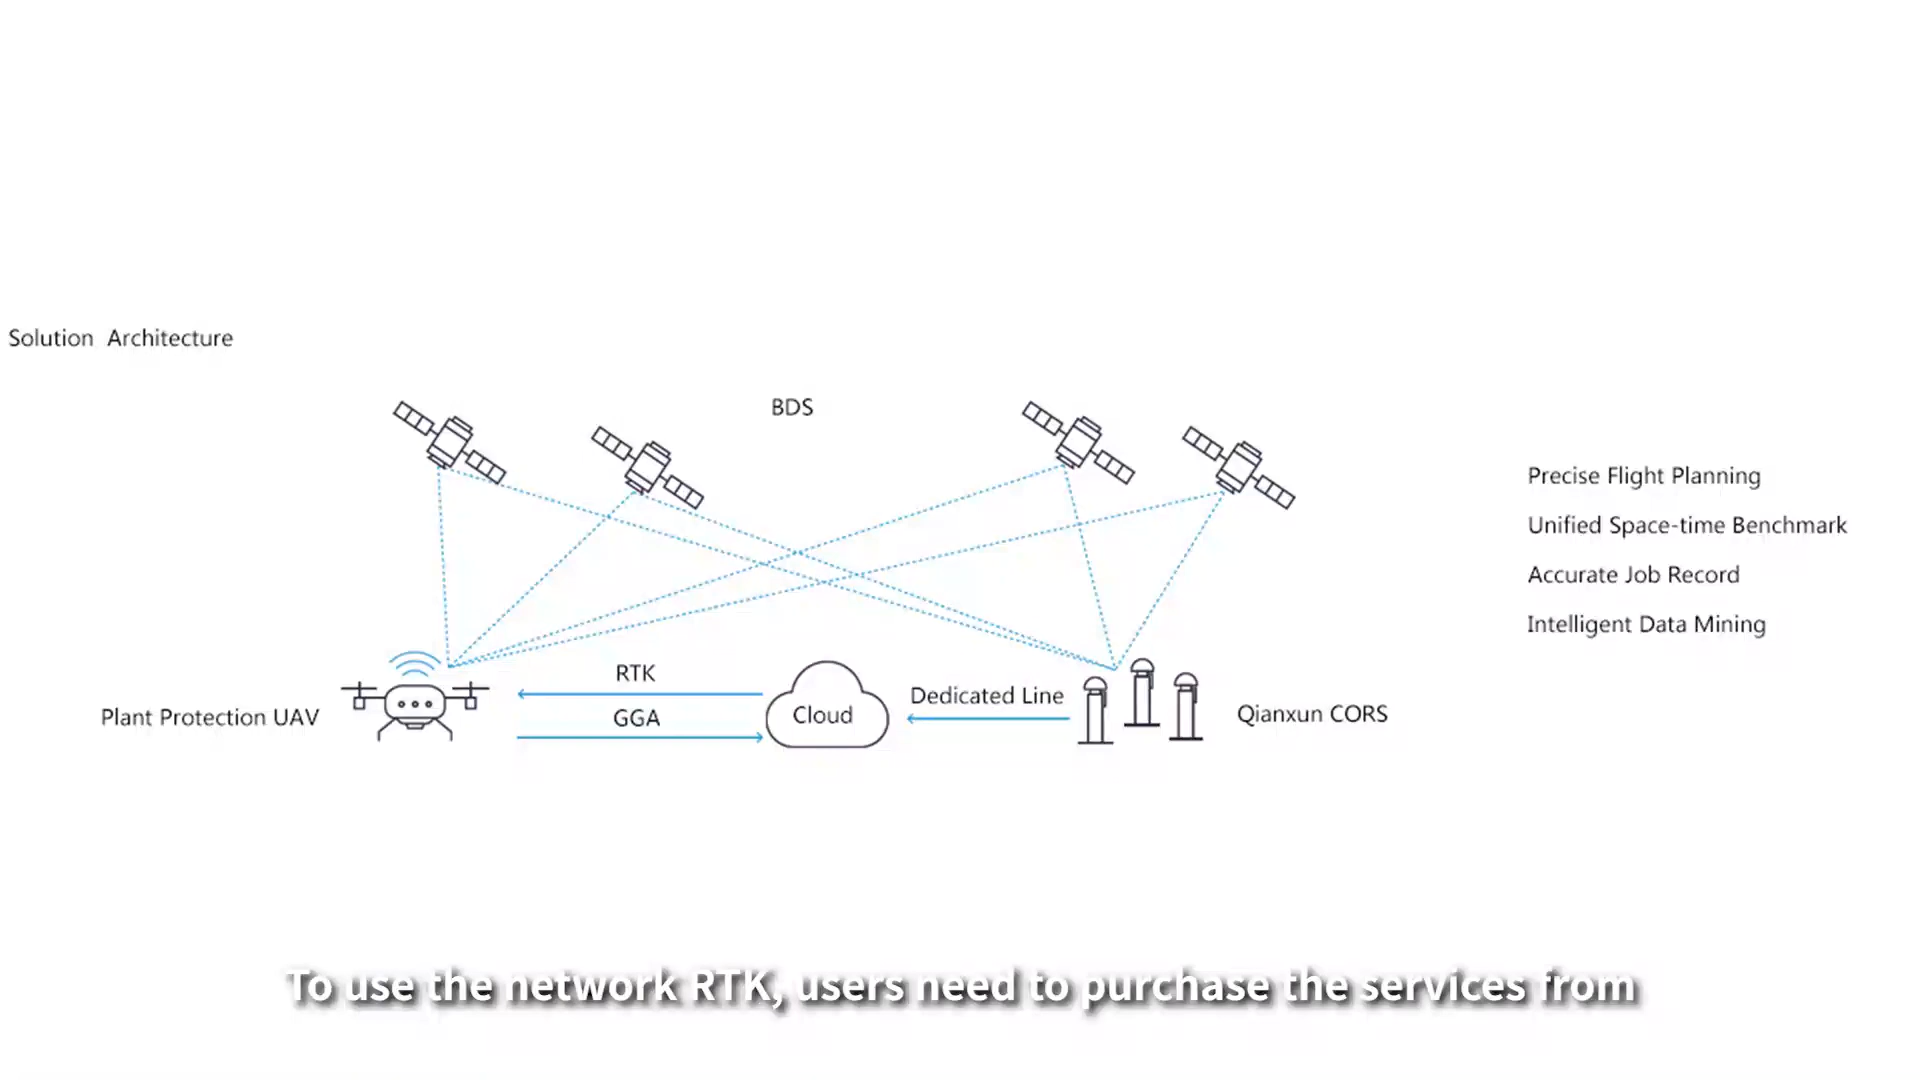 Solution Architecture
BDS
Precise Flight Planning
Unified Space-time Benchmark
Accurate Job Record
Intelligent Data Mining
Plant Protection UAV
RTK
GGA
Cloud
Dedicated Line
Qianxun CORS
To use the network RTK, users need to purchase the services from